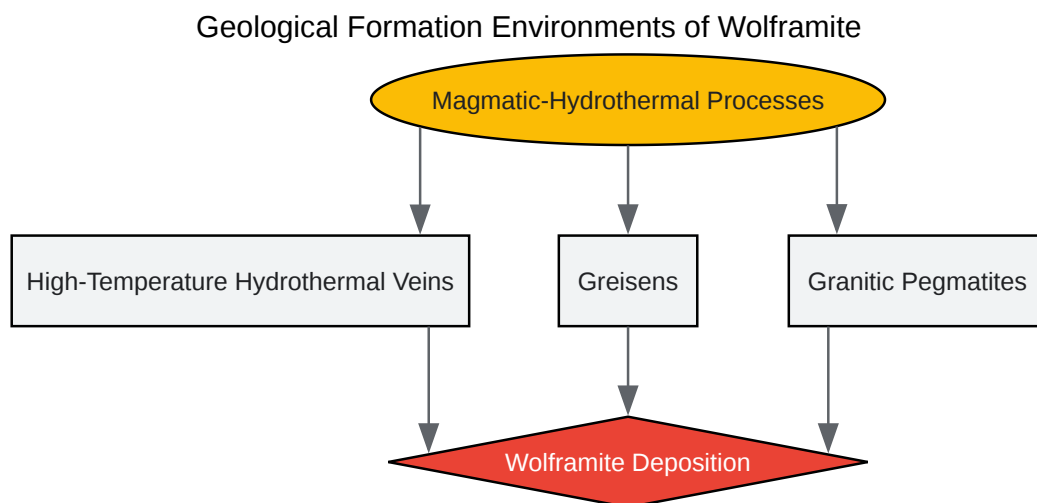 Geological Formation Environments of Wolframite
Magmatic-Hydrothermal Processes
High-Temperature Hydrothermal Veins
Greisens
Granitic Pegmatites
Wolframite Deposition